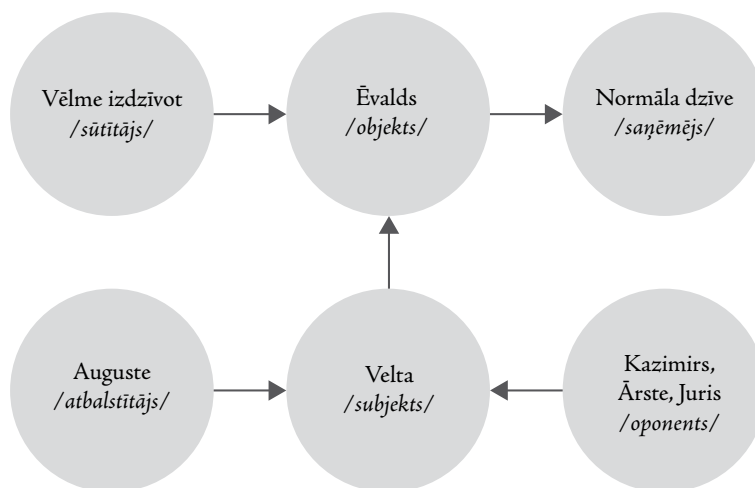 Vēlme izdzīvot
/sūtītājs/
Ēvalds
/objekts/
Normāla dzīve
/saņēmējs/
Auguste
/atbalstītājs/
Velta
/subjekts/
Kazimirs,
Ārste, Juris
/oponents/